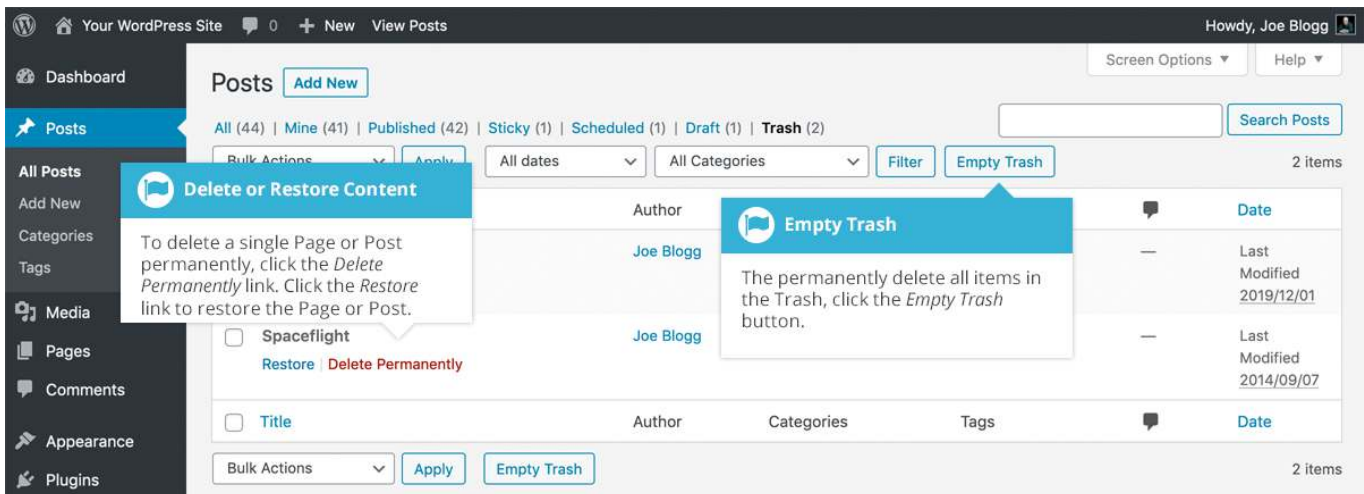 Your WordPress Site 0 + New View Posts Howdy, Joe Blogg
Screen Options ▼ Help ▼
Dashboard
Posts Add New
Posts
All (44) | Mine (41) | Published (42) | Sticky (1) | Scheduled (1) | Draft (1) | Trash (2) Search Posts
Bulk Actions Apply All dates All Categories Filter Empty Trash 2 items
All Posts
Add New
Categories
Tags
Media
Pages
Comments
Appearance
Plugins
Delete or Restore Content
To delete a single Page or Post
permanently, click the Delete
Permanently link. Click the Restore
link to restore the Page or Post.
Author Date
Empty Trash
The permanently delete all items in
the Trash, click the Empty Trash
button.
Joe Blogg — Last
Modified
2019/12/01
Spaceflight Joe Blogg — Last
Modified
2014/09/07
Restore | Delete Permanently
Title Author Categories Tags Date
Bulk Actions Apply Empty Trash 2 items